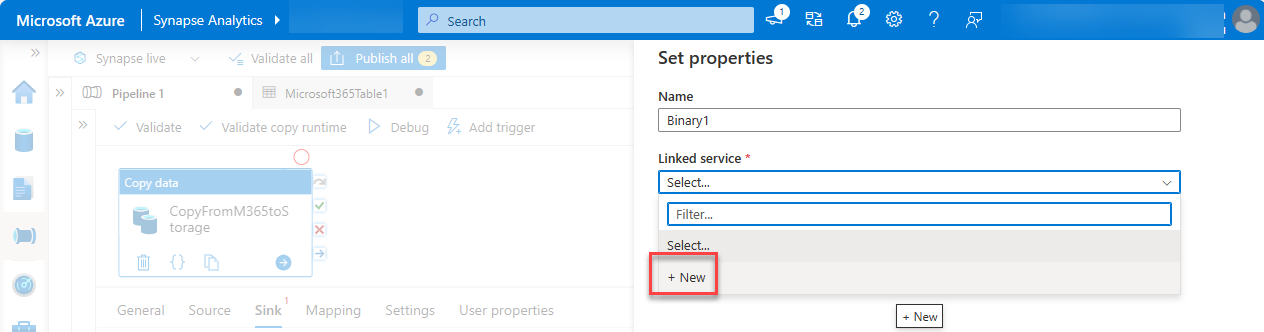 Microsoft Azure
Synapse Analytics
Search
1
2
Synapse live
Validate all
Publish all
2
Pipeline 1
Microsoft365Table1
Validate
Validate copy runtime
Debug
Add trigger
Copy data
CopyFromM365toS
torage
General
Source
Sink
1
Mapping
Settings
User properties
Set properties
Name
Binary1
Linked service *
Select...
Filter...
Select...
+ New
+ New